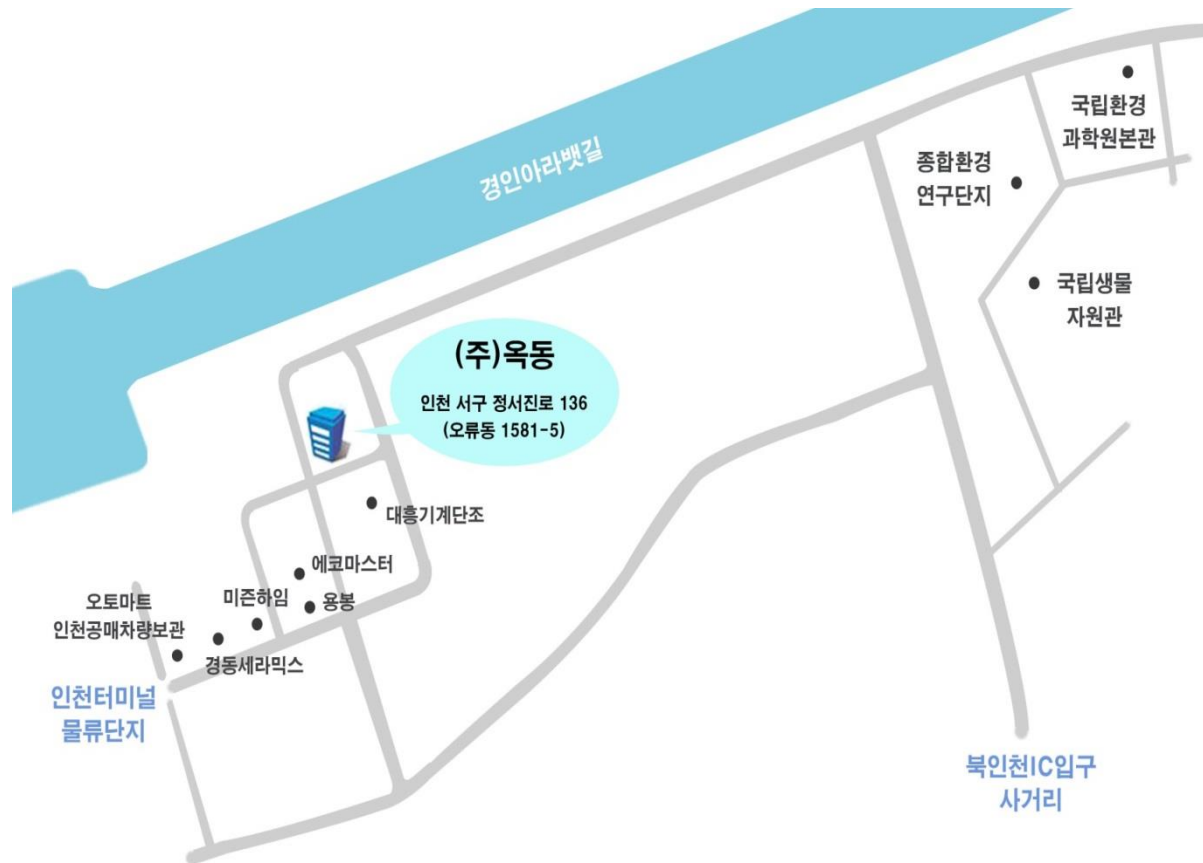 국립환경
과학원본관
경인아라뱃길
종합환경
연구단지
국립생물
자원관
(주)옥동
인천 서구 정서진로 136
(오류동 1581-5)
대흥기계단조
에코마스터
미즌하임
용봉
오토마트
인천공매차량보관
경동세라믹스
인천터미널
물류단지
북인천IC입구
사거리